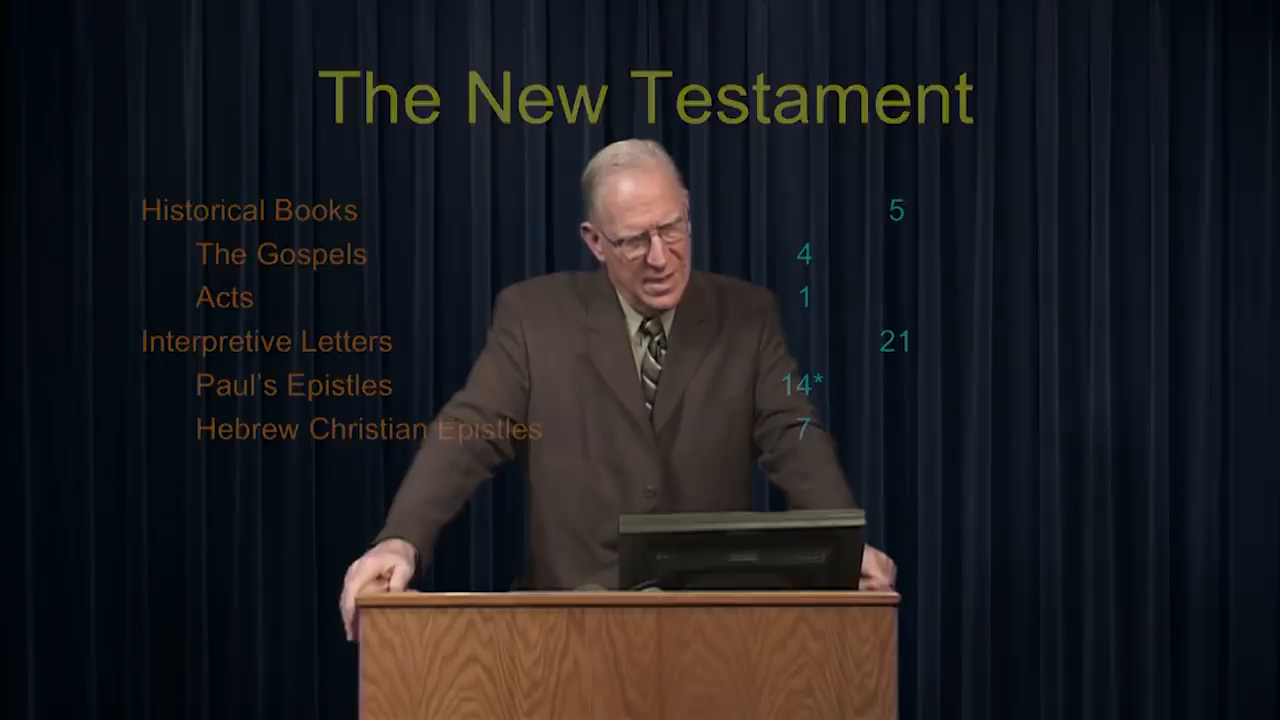 The New Testament
Historical Books 5
The Gospels 4
Acts 1
Interpretive Letters 21
Paul's Epistles 14*
Hebrew Christian Epistles 7